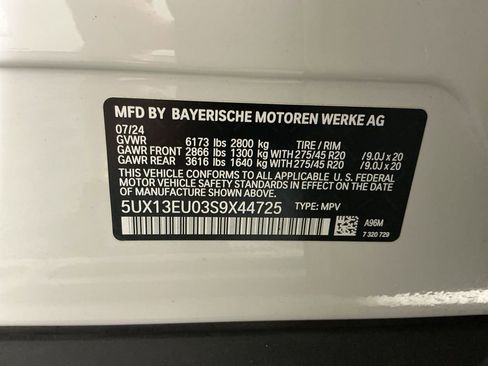 MFD BY BAYERISCHE MOTOREN WERKE AG
07/24
GVWR 6173 lbs 2800 kg TIRE / RIM
GAWR FRONT 2866 lbs 1300 kg 275/45 R20 /9.0J x 20
GAWR REAR 3616 lbs 1640 kg 275/45 R20 /9.0J x 20
THIS VEHICLE CONFORMS TO ALL APPLICABLE U.S. FEDERAL
MOTOR VEHICLE SAFETY STANDARDS IN EFFECT ON
THE DATE OF MANUFACTURE SHOWN ABOVE.
5UX13EU03S9X44725 TYPE: MPV
A96M
7 320 729